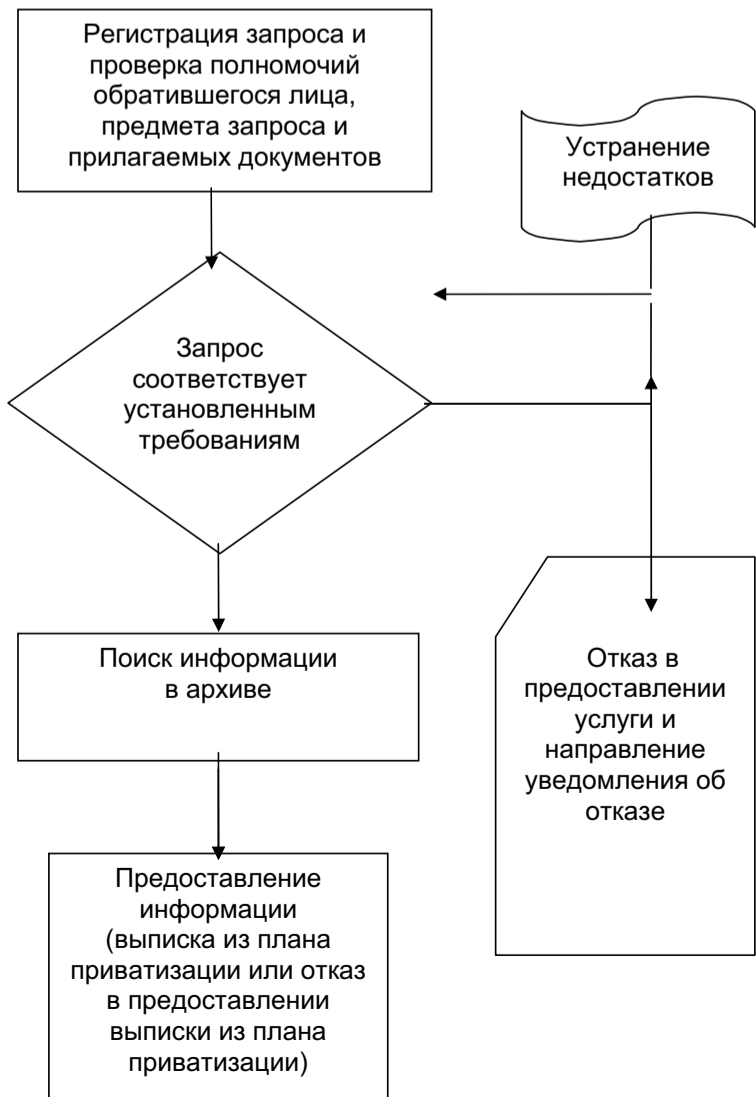 Регистрация запроса и
проверка полномочий
обратившегося лица,
предмета запроса и
прилагаемых документов
Устранение
недостатков
Запрос
соответствует
установленным
требованиям
Поиск информации
в архиве
Отказ в
предоставлении
услуги и
направление
уведомления об
отказе
Предоставление
информации
(выписка из плана
приватизации или отказ
в предоставлении
выписки из плана
приватизации)